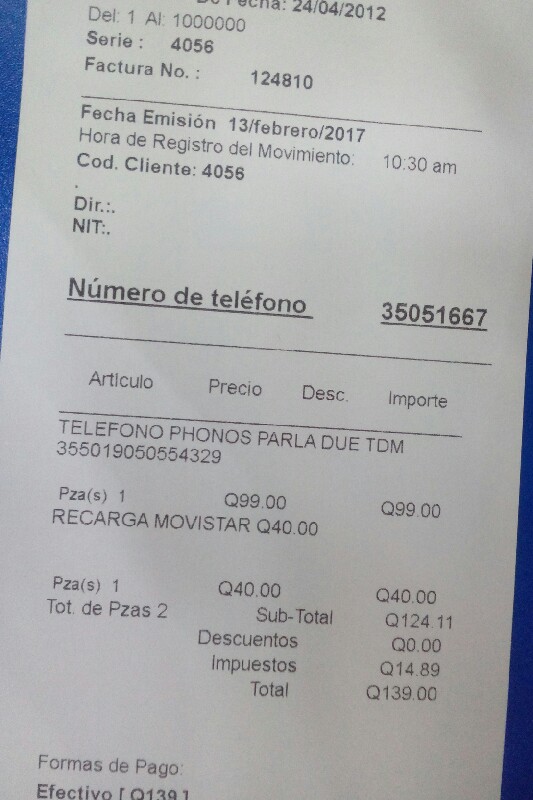 Fecha: 24/04/2012
Del: 1 Al: 1000000
Serie : 4056
Factura No. : 124810
Fecha Emisión 13/febrero/2017
Hora de Registro del Movimiento: 10:30 am
Cod. Cliente: 4056
.
Dir.:.
NIT:.
Número de teléfono 35051667
Artículo Precio Desc. Importe
TELEFONO PHONOS PARLA DUE TDM
355019050554329
Pza(s) 1 Q99.00 Q99.00
RECARGA MOVISTAR Q40.00
Pza(s) 1 Q40.00 Q40.00
Tot. de Pzas 2 Sub-Total Q124.11
Descuentos Q0.00
Impuestos Q14.89
Total Q139.00
Formas de Pago:
Efectivo [ Q139 ]